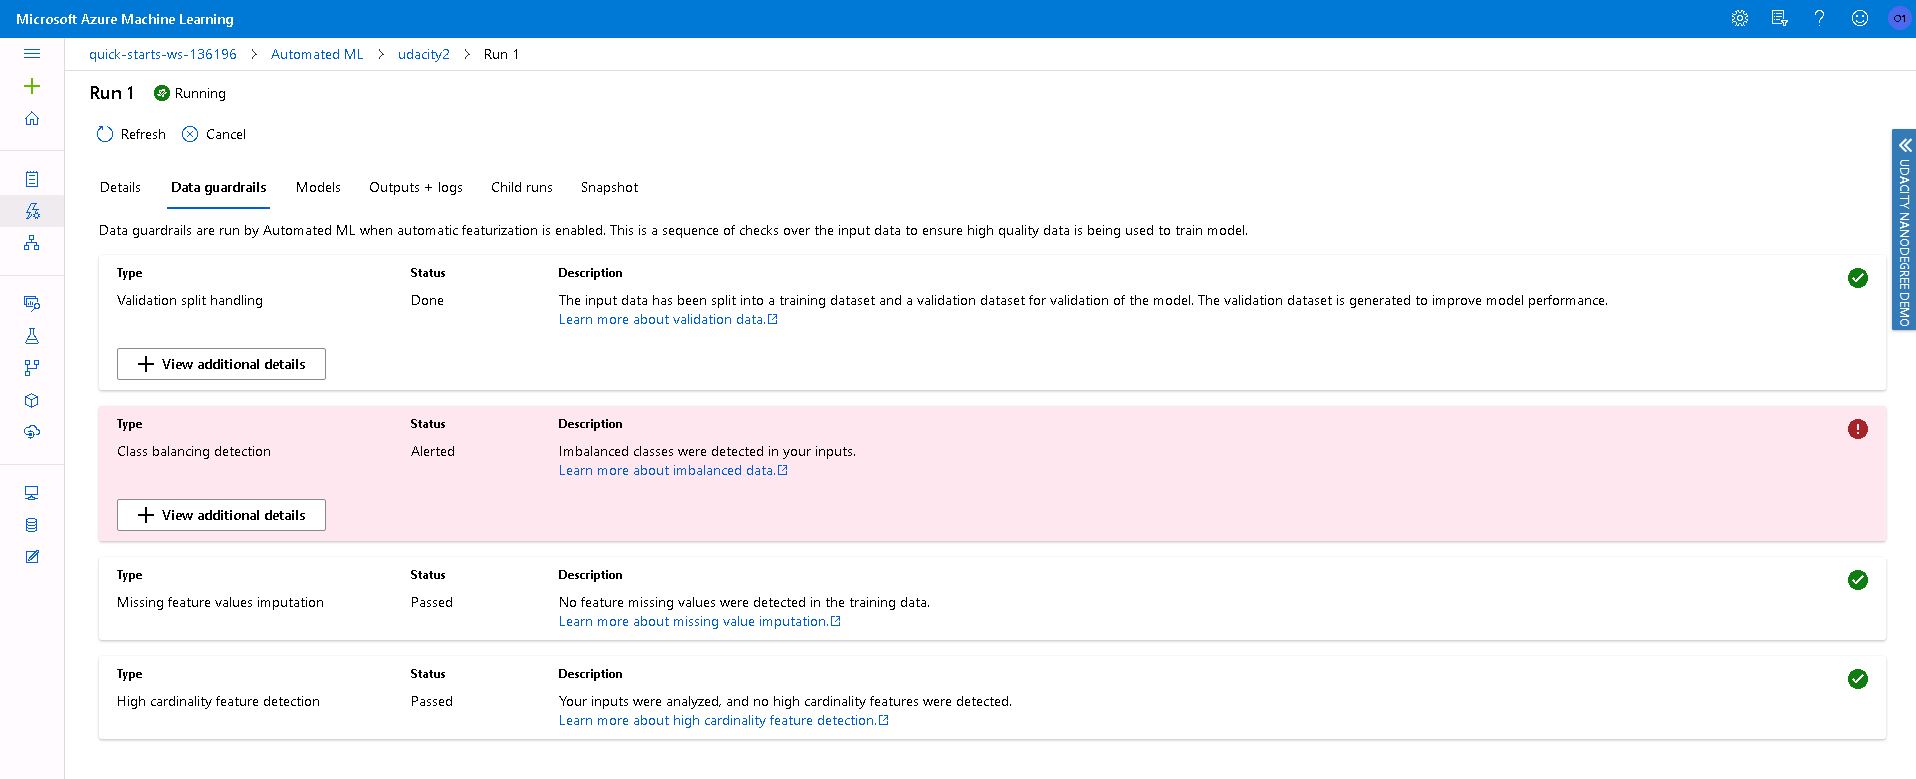 Microsoft Azure Machine Learning
O1
quick-starts-ws-136196 > Automated ML > udacity2 > Run 1
Run 1 Running
Refresh Cancel
Details Data guardrails Models Outputs + logs Child runs Snapshot
Data guardrails are run by Automated ML when automatic featurization is enabled. This is a sequence of checks over the input data to ensure high quality data is being used to train model.
Type Status Description
Validation split handling Done The input data has been split into a training dataset and a validation dataset for validation of the model. The validation dataset is generated to improve model performance.
Learn more about validation data.
+ View additional details
Type Status Description
Class balancing detection Alerted Imbalanced classes were detected in your inputs.
Learn more about imbalanced data.
+ View additional details
Type Status Description
Missing feature values imputation Passed No feature missing values were detected in the training data.
Learn more about missing value imputation.
Type Status Description
High cardinality feature detection Passed Your inputs were analyzed, and no high cardinality features were detected.
Learn more about high cardinality feature detection.
UDACITY NANODEGREE DEMO